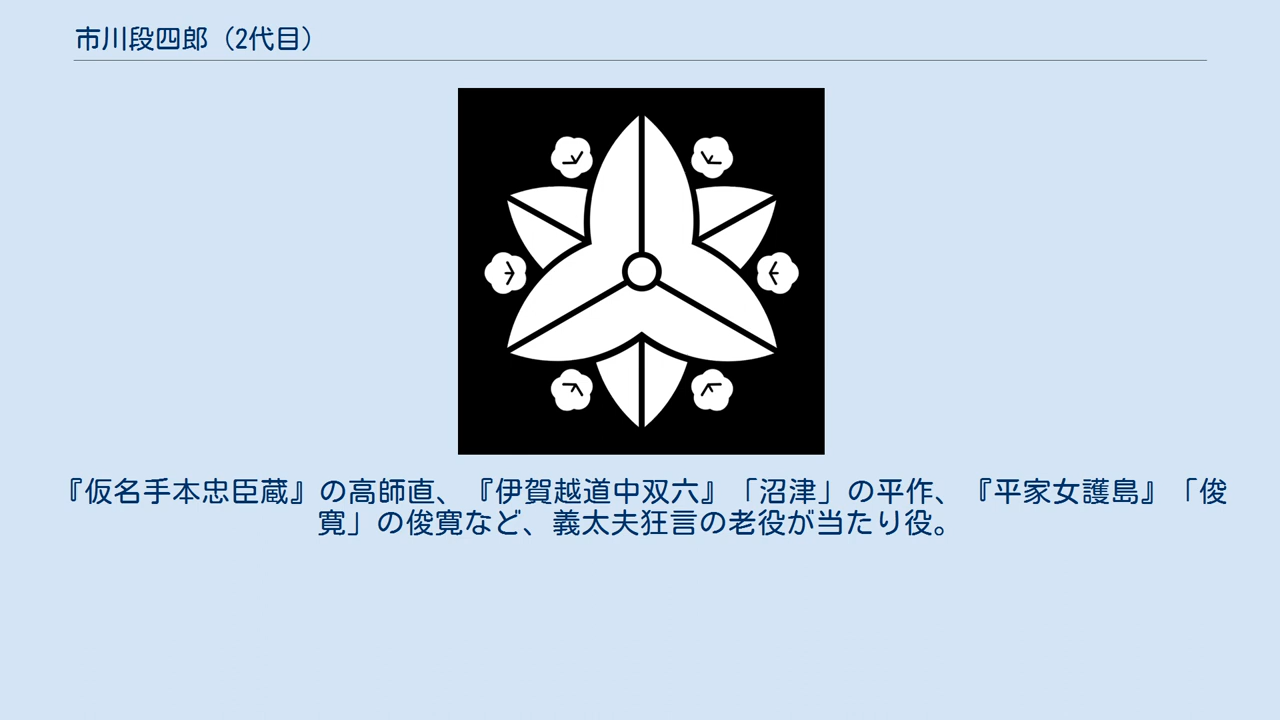 市川段四郎（2代目）
『仮名手本忠臣蔵』の高師直、『伊賀越道中双六』「沼津」の平作、『平家女護島』「俊
寛」の俊寛など、義太夫狂言の老役が当たり役。